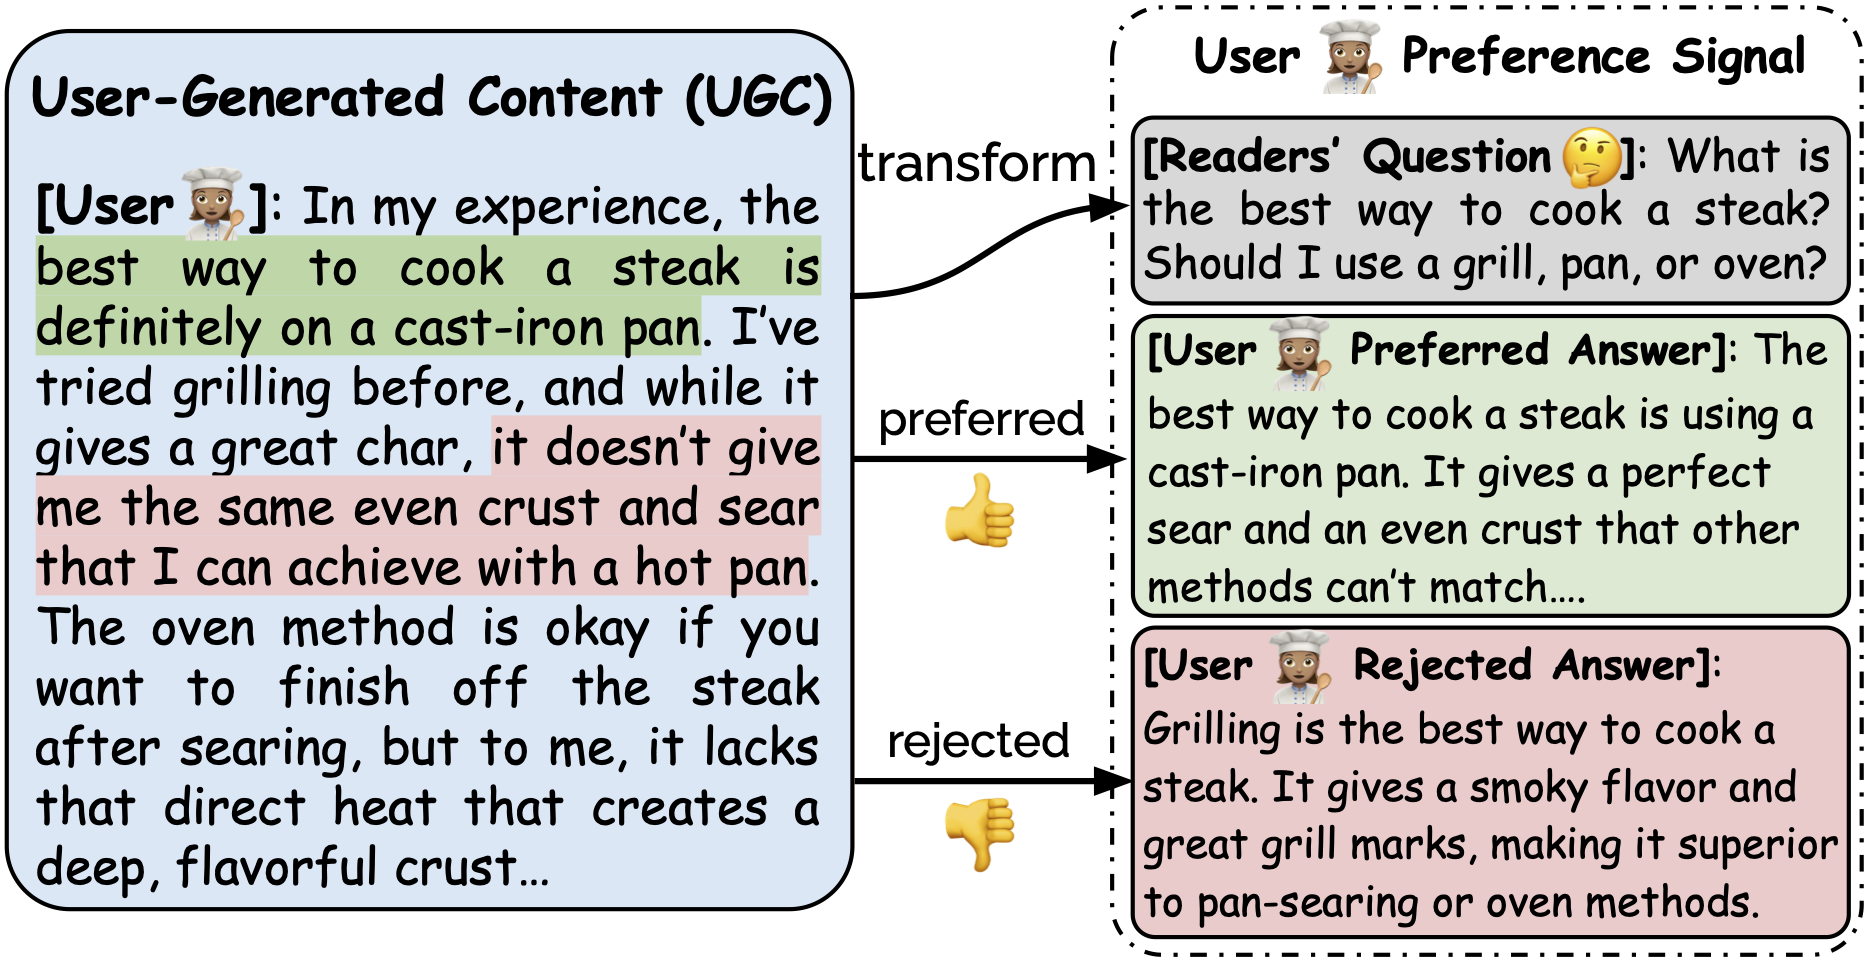 User-Generated Content (UGC)
[User ]: In my experience, the
best way to cook a steak is
definitely on a cast-iron pan. I've
tried grilling before, and while it
gives a great char, it doesn't give
me the same even crust and sear
that I can achieve with a hot pan.
The oven method is okay if you
want to finish off the steak
after searing, but to me, it lacks
that direct heat that creates a
deep, flavorful crust...
transform
preferred
rejected
User Preference Signal
[Readers' Question ]: What is
the best way to cook a steak?
Should I use a grill, pan, or oven?
[User Preferred Answer]: The
best way to cook a steak is using a
cast-iron pan. It gives a perfect
sear and an even crust that other
methods can't match....
[User Rejected Answer]:
Grilling is the best way to cook a
steak. It gives a smoky flavor and
great grill marks, making it superior
to pan-searing or oven methods.